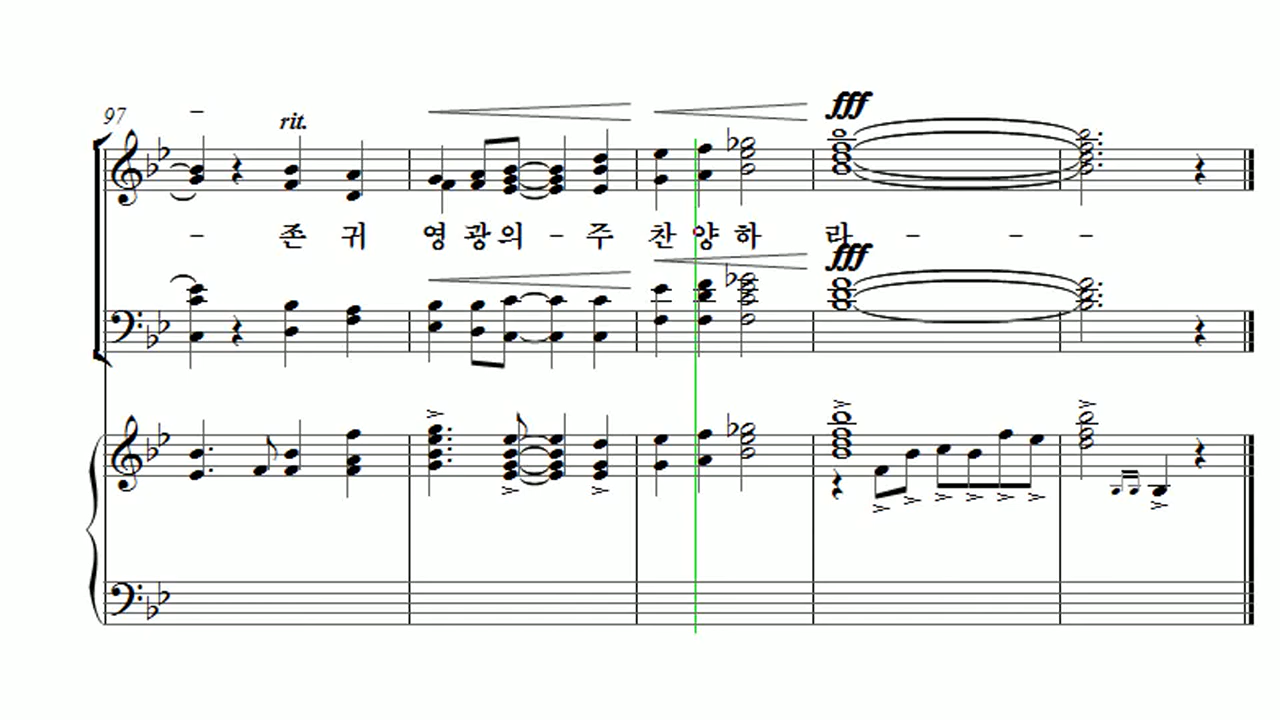 97
rit.
fff
- 존 귀 영 광 의 - 주 찬 양 하 라 - - -
fff